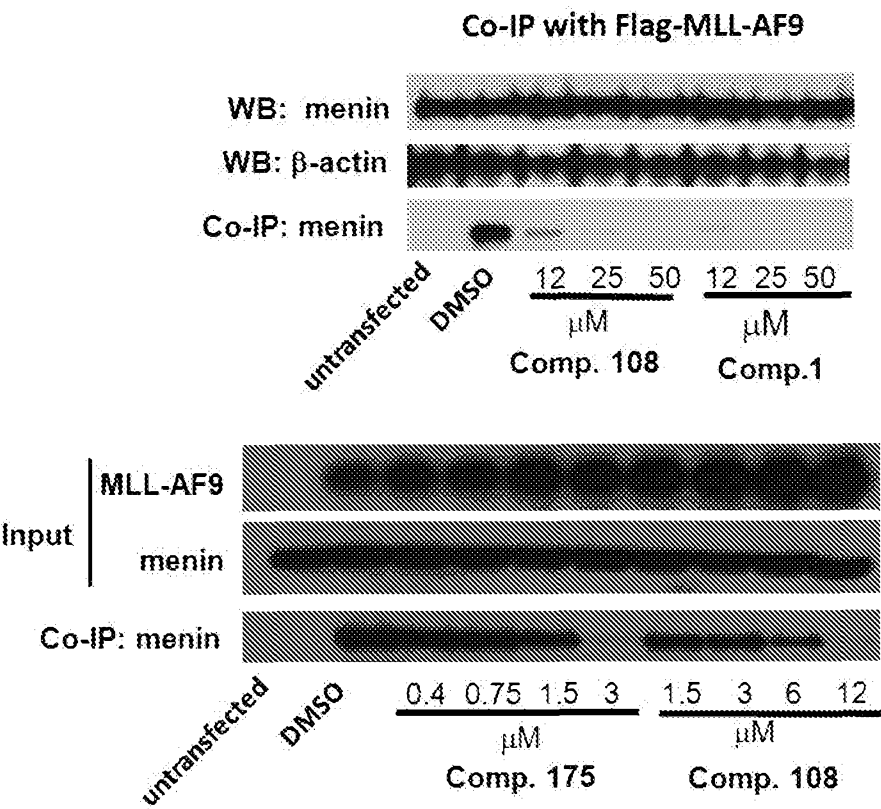 Co-IP with Flag-MLL-AF9
WB: menin
WB: β-actin
Co-IP: menin
untransfected
DMSO
12 25 50 12 25 50
μM μM
Comp. 108 Comp.1
MLL-AF9
Input
menin
Co-IP: menin
untransfected
DMSO
0.4 0.75 1.5 3 1.5 3 6 12
μM μM
Comp. 175 Comp. 108